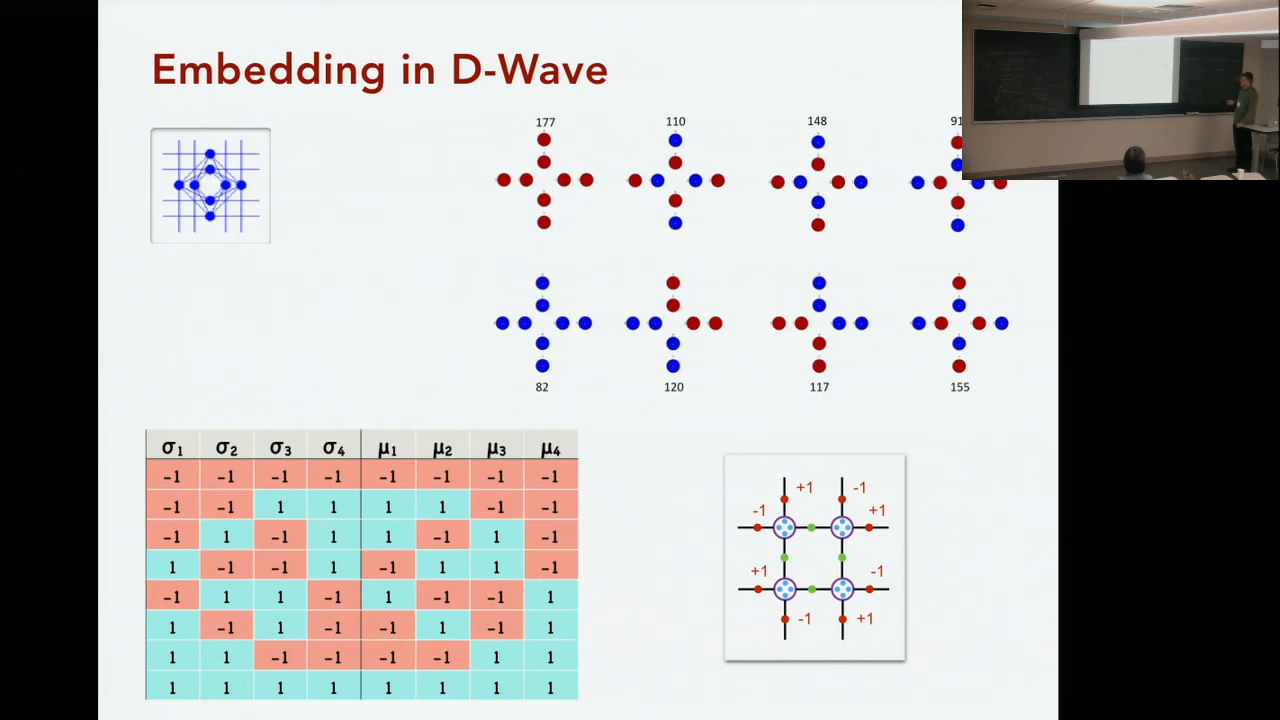 Embedding in D-Wave
177 110 148 91
82 120 117 155
σ1 σ2 σ3 σ4 μ1 μ2 μ3 μ4
-1 -1 -1 -1 -1 -1 -1 -1
-1 -1 1 1 1 1 -1 -1
-1 1 -1 1 1 -1 1 -1
1 -1 -1 1 -1 1 1 -1
-1 1 1 -1 1 -1 -1 1
1 -1 1 -1 -1 1 -1 1
1 1 -1 -1 -1 -1 1 1
1 1 1 1 1 1 1 1
+1 -1
-1 +1
+1 -1
-1 +1